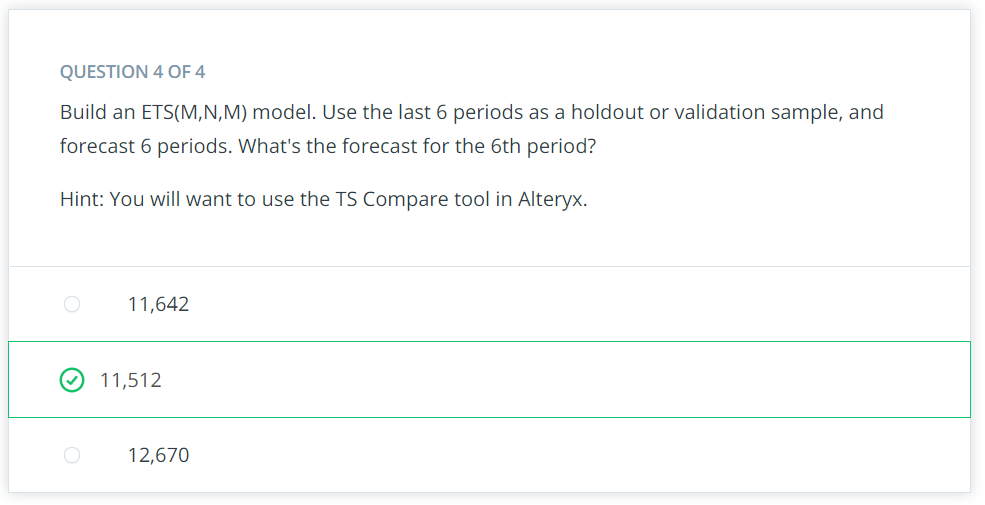 QUESTION 4 OF 4
Build an ETS(M,N,M) model. Use the last 6 periods as a holdout or validation sample, and
forecast 6 periods. What's the forecast for the 6th period?
Hint: You will want to use the TS Compare tool in Alteryx.
11,642
11,512
12,670